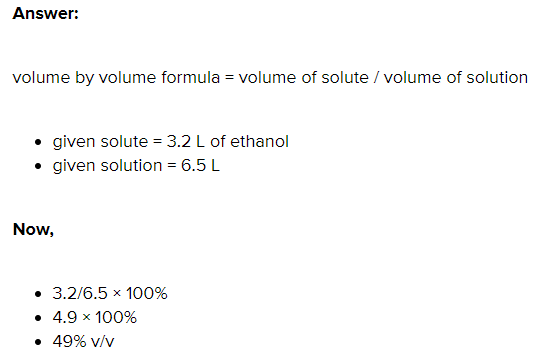 Answer:
volume by volume formula = volume of solute / volume of solution
• given solute = 3.2 L of ethanol
• given solution = 6.5 L
Now,
• 3.2/6.5 × 100%
• 4.9 × 100%
• 49% v/v